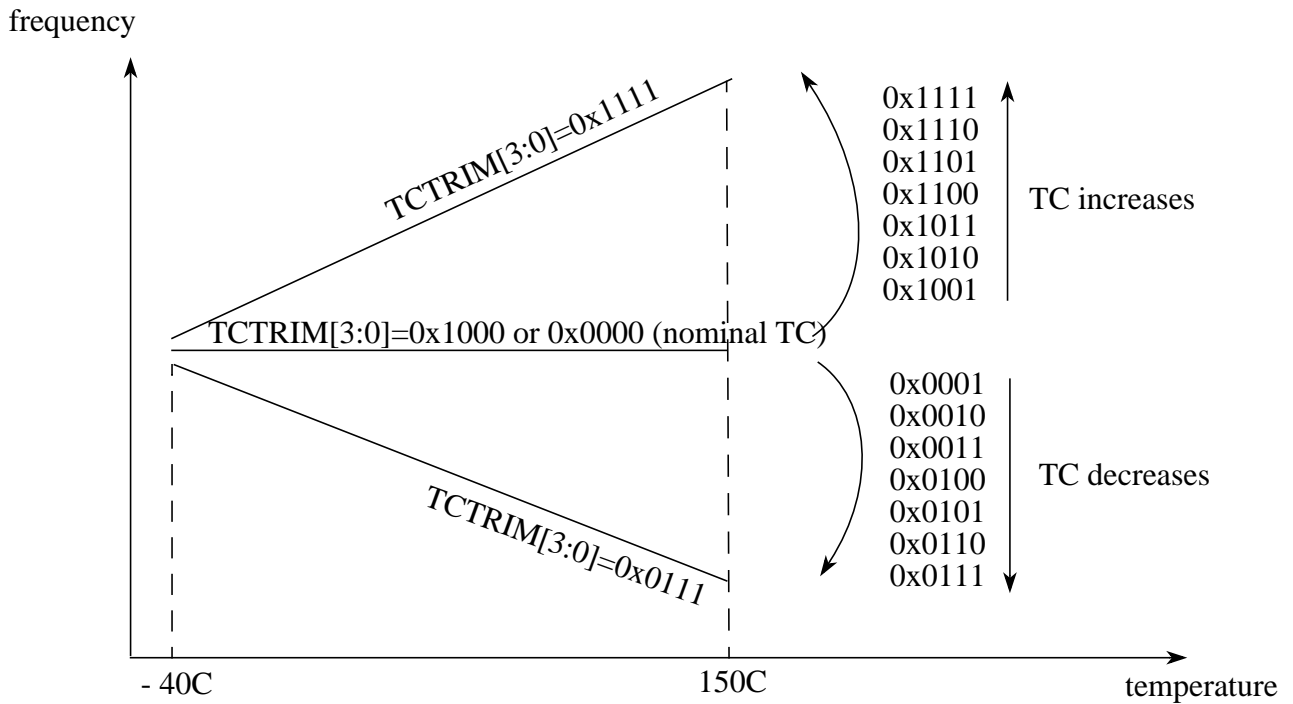 frequency
TCTRIM[3:0]=0x1111
0x1111
0x1110
0x1101
0x1100
0x1011
0x1010
0x1001
TC increases
TCTRIM[3:0]=0x1000 or 0x0000 (nominal TC)
0x0001
0x0010
0x0011
0x0100
0x0101
0x0110
0x0111
TC decreases
TCTRIM[3:0]=0x0111
- 40C
150C
temperature